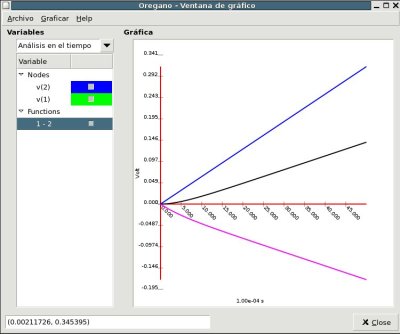 Oregano - Ventana de gráfico
Archivo Graficar Help
Variables
Análisis en el tiempo
Variable
Nodes
v(2)
v(1)
Functions
1 - 2
Gráfica
0.341
0.292
0.243
0.195
0.146
0.097
0.049
0.000
-0.0487
-0.0974
-0.146
-0.195
Volt
0.000 5.000 10.000 15.000 20.000 25.000 30.000 35.000 40.000 45.000
1.00e-04 s
(0.00211726, 0.345395)
Close